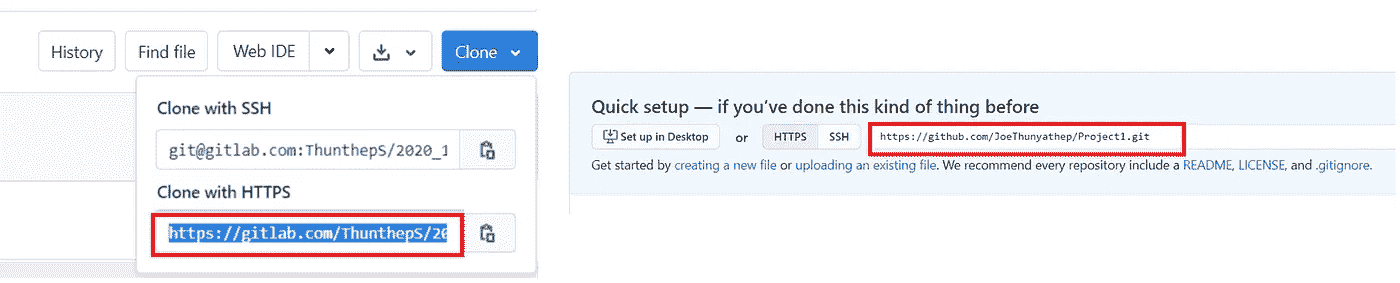 History
Find file
Web IDE
Clone
Clone with SSH
git@gitlab.com:ThunthepS/2020_1
Clone with HTTPS
https://gitlab.com/ThunthepS/20
Quick setup — if you’ve done this kind of thing before
Set up in Desktop or HTTPS SSH https://github.com/JoeThunyathep/Project1.git
Get started by creating a new file or uploading an existing file. We recommend every repository include a README, LICENSE, and .gitignore.